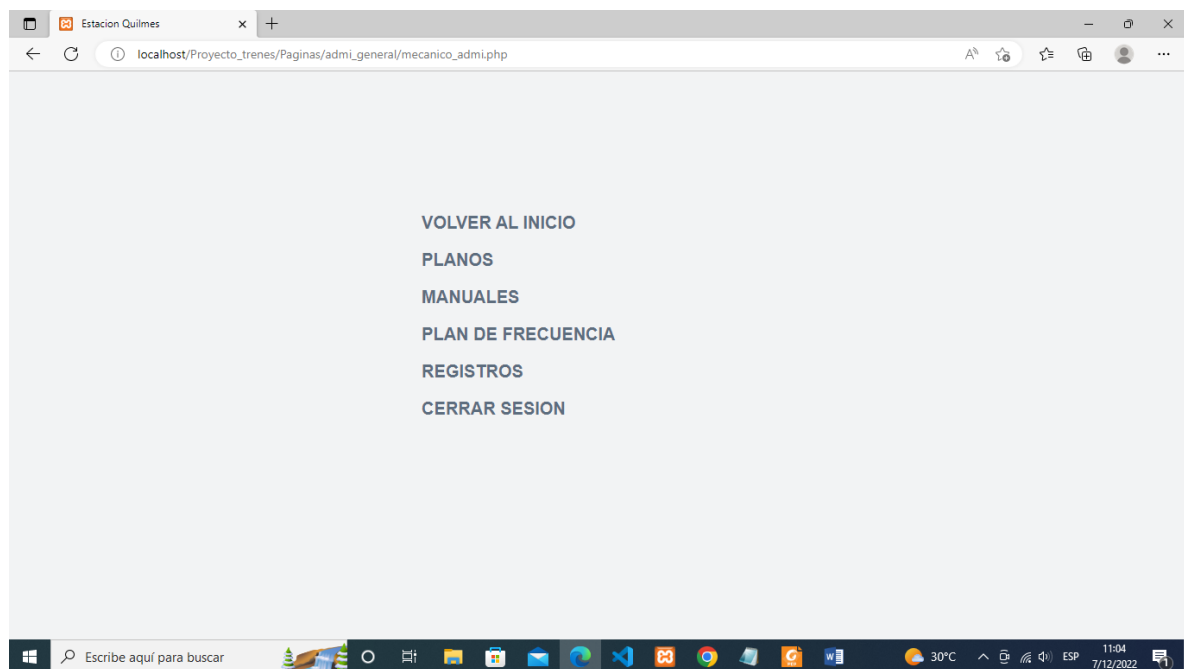 Estacion Quilmes
localhost/Proyecto_trenes/Paginas/admi_general/mecanico_admi.php
VOLVER AL INICIO
PLANOS
MANUALES
PLAN DE FRECUENCIA
REGISTROS
CERRAR SESION
Escribe aquí para buscar
30°C
ESP
11:04
7/12/2022